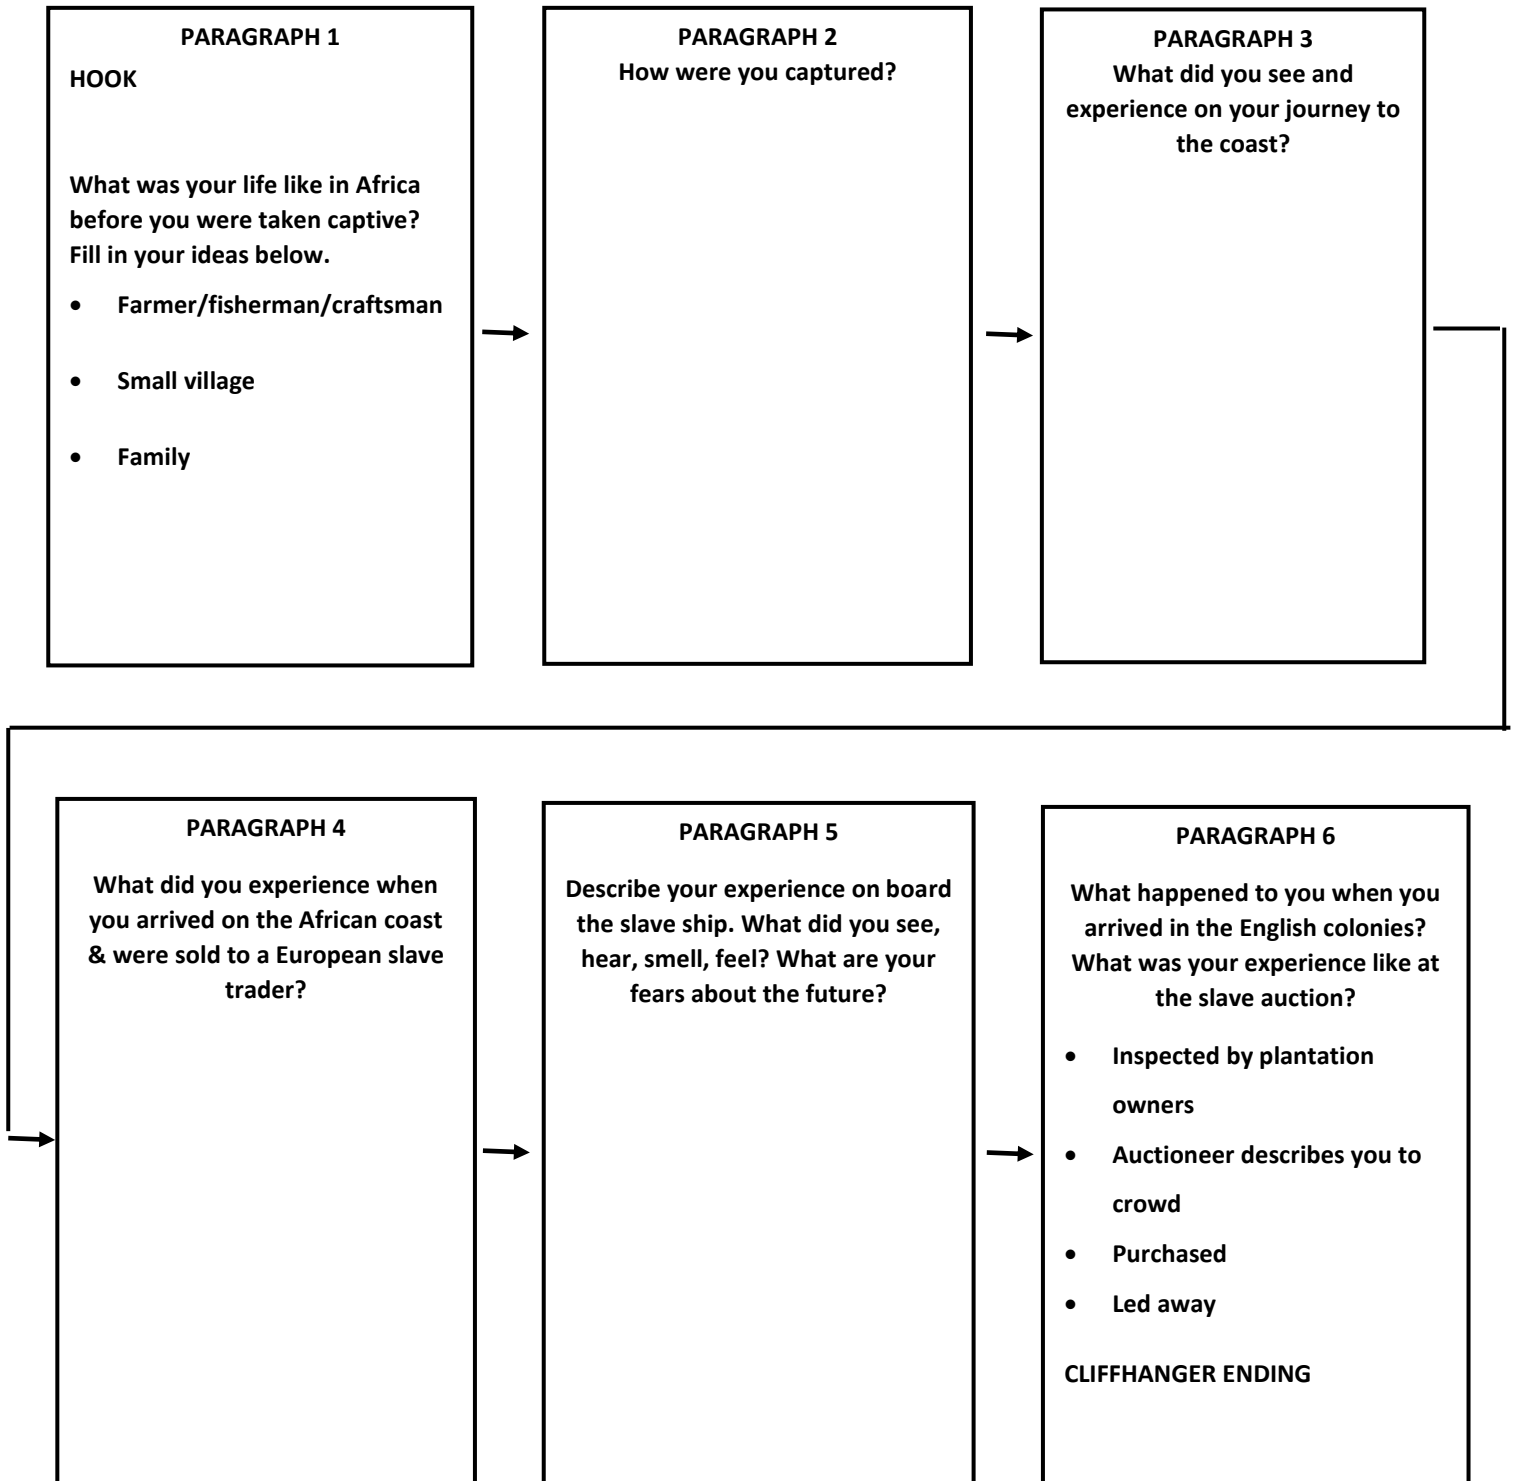 PARAGRAPH 1
HOOK
What was your life like in Africa
before you were taken captive?
Fill in your ideas below.
• Farmer/fisherman/craftsman
• Small village
• Family
PARAGRAPH 2
How were you captured?
PARAGRAPH 3
What did you see and
experience on your journey to
the coast?
PARAGRAPH 4
What did you experience when
you arrived on the African coast
& were sold to a European slave
trader?
PARAGRAPH 5
Describe your experience on board
the slave ship. What did you see,
hear, smell, feel? What are your
fears about the future?
PARAGRAPH 6
What happened to you when you
arrived in the English colonies?
What was your experience like at
the slave auction?
• Inspected by plantation
owners
• Auctioneer describes you to
crowd
• Purchased
• Led away
CLIFFHANGER ENDING